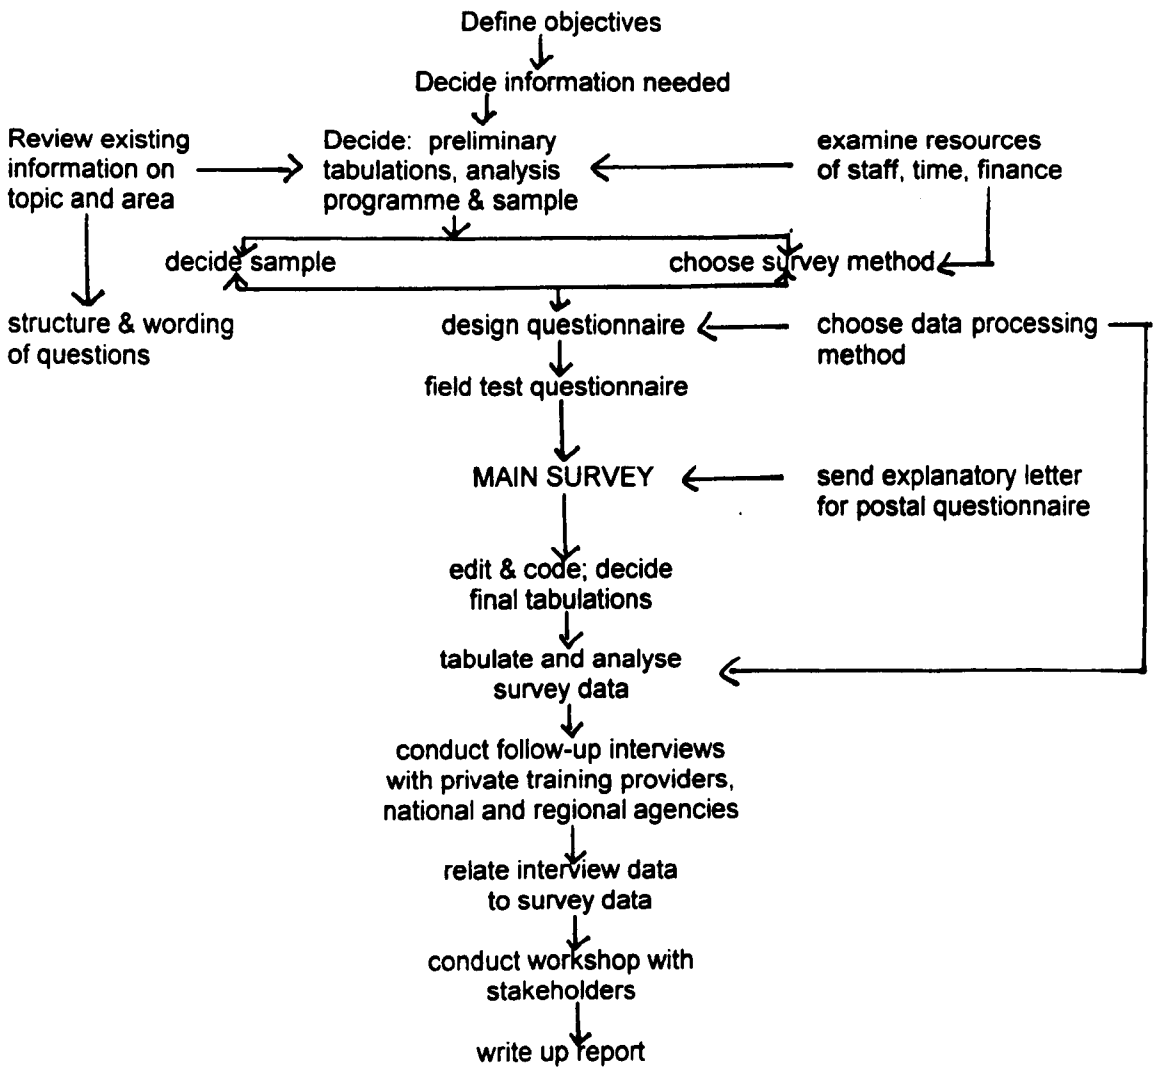 Define objectives
Decide information needed
Review existing
information on
topic and area
Decide: preliminary
tabulations, analysis
programme & sample
examine resources
of staff, time, finance
decide sample
choose survey method
structure & wording
of questions
design questionnaire
choose data processing
method
field test questionnaire
MAIN SURVEY
send explanatory letter
for postal questionnaire
edit & code; decide
final tabulations
tabulate and analyse
survey data
conduct follow-up interviews
with private training providers,
national and regional agencies
relate interview data
to survey data
conduct workshop with
stakeholders
write up report